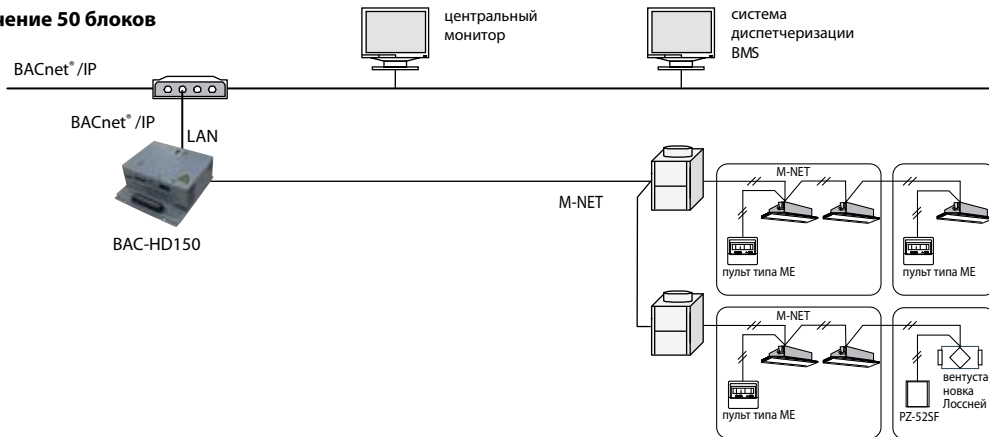 чение 50 блоков
центральный
монитор
система
диспетчеризации
BMS
BACnet® /IP
BACnet® /IP
LAN
BAC-HD150
M-NET
M-NET
пульт типа ME
пульт типа ME
M-NET
пульт типа ME
PZ-52SF
вентуста-
новка
Лоссней